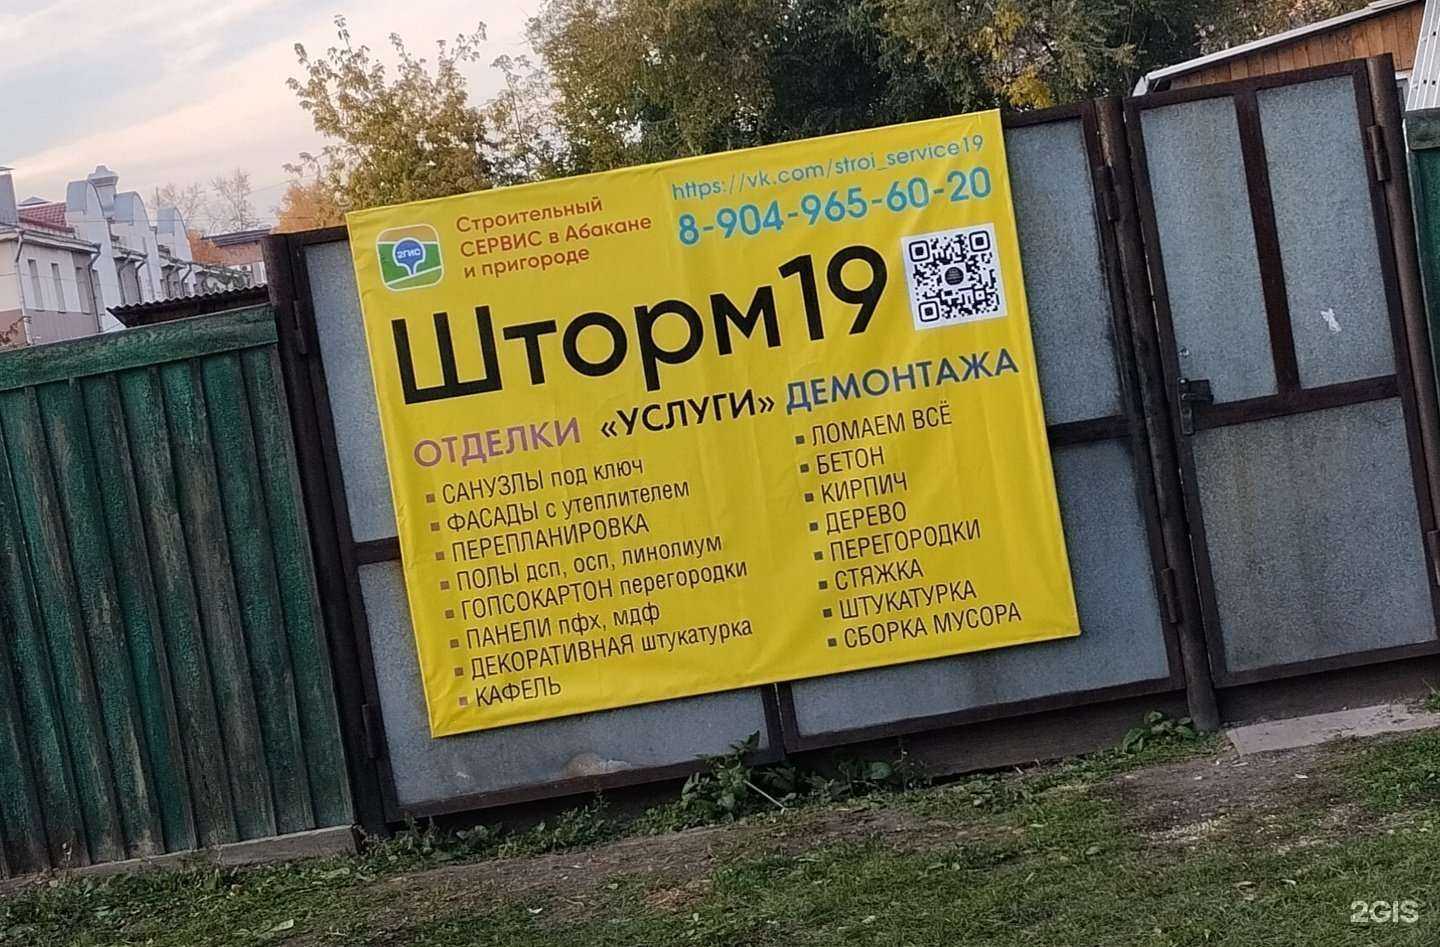 2ГИС
Строительный
СЕРВИС в Абакане
и пригороде
https://vk.com/stroi_service19
8-904-965-60-20
Шторм19
ОТДЕЛКИ «УСЛУГИ» ДЕМОНТАЖА
САНУЗЛЫ под ключ
ФАСАДЫ с утеплителем
ПЕРЕПЛАНИРОВКА
ПОЛЫ дсп, осп, линолиум
ГОПСОКАРТОН перегородки
ПАНЕЛИ пфх, мдф
ДЕКОРАТИВНАЯ штукатурка
КАФЕЛЬ
ЛОМАЕМ ВСЁ
БЕТОН
КИРПИЧ
ДЕРЕВО
ПЕРЕГОРОДКИ
СТЯЖКА
ШТУКАТУРКА
СБОРКА МУСОРА
2GIS